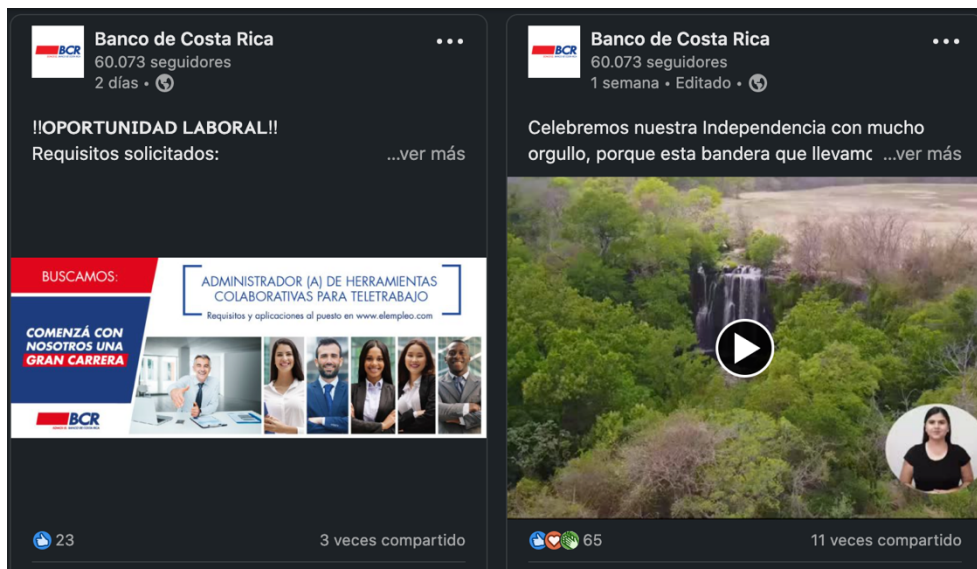 BCR
Banco de Costa Rica
60.073 seguidores
2 días •
!!OPORTUNIDAD LABORAL!!
Requisitos solicitados:
...ver más
BUSCAMOS:
ADMINISTRADOR (A) DE HERRAMIENTAS
COLABORATIVAS PARA TELETRABAJO
Requisitos y aplicaciones al puesto en www.elempleo.com
COMENZÁ CON
NOSOTROS UNA
GRAN CARRERA
BCR
23
3 veces compartido
BCR
Banco de Costa Rica
60.073 seguidores
1 semana • Editado •
Celebremos nuestra Independencia con mucho
orgullo, porque esta bandera que llevamo ...ver más
65
11 veces compartido